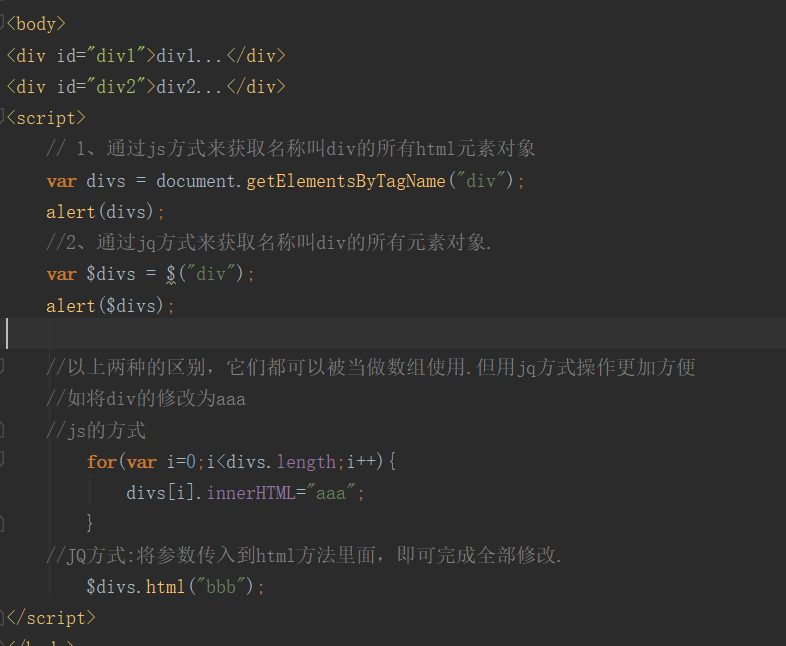 <body>
<div id="div1">div1...</div>
<div id="div2">div2...</div>
<script>
// 1、通过js方式来获取名称叫div的所有html元素对象
var divs = document.getElementsByTagName("div");
alert(divs);
//2、通过jq方式来获取名称叫div的所有元素对象.
var $divs = $("div");
alert($divs);
//以上两种的区别，它们都可以被当做数组使用.但用jq方式操作更加方便
//如将div的修改为aaa
//js的方式
for(var i=0;i<divs.length;i++){
divs[i].innerHTML="aaa";
}
//JQ方式:将参数传入到html方法里面，即可完成全部修改.
$divs.html("bbb");
</script>